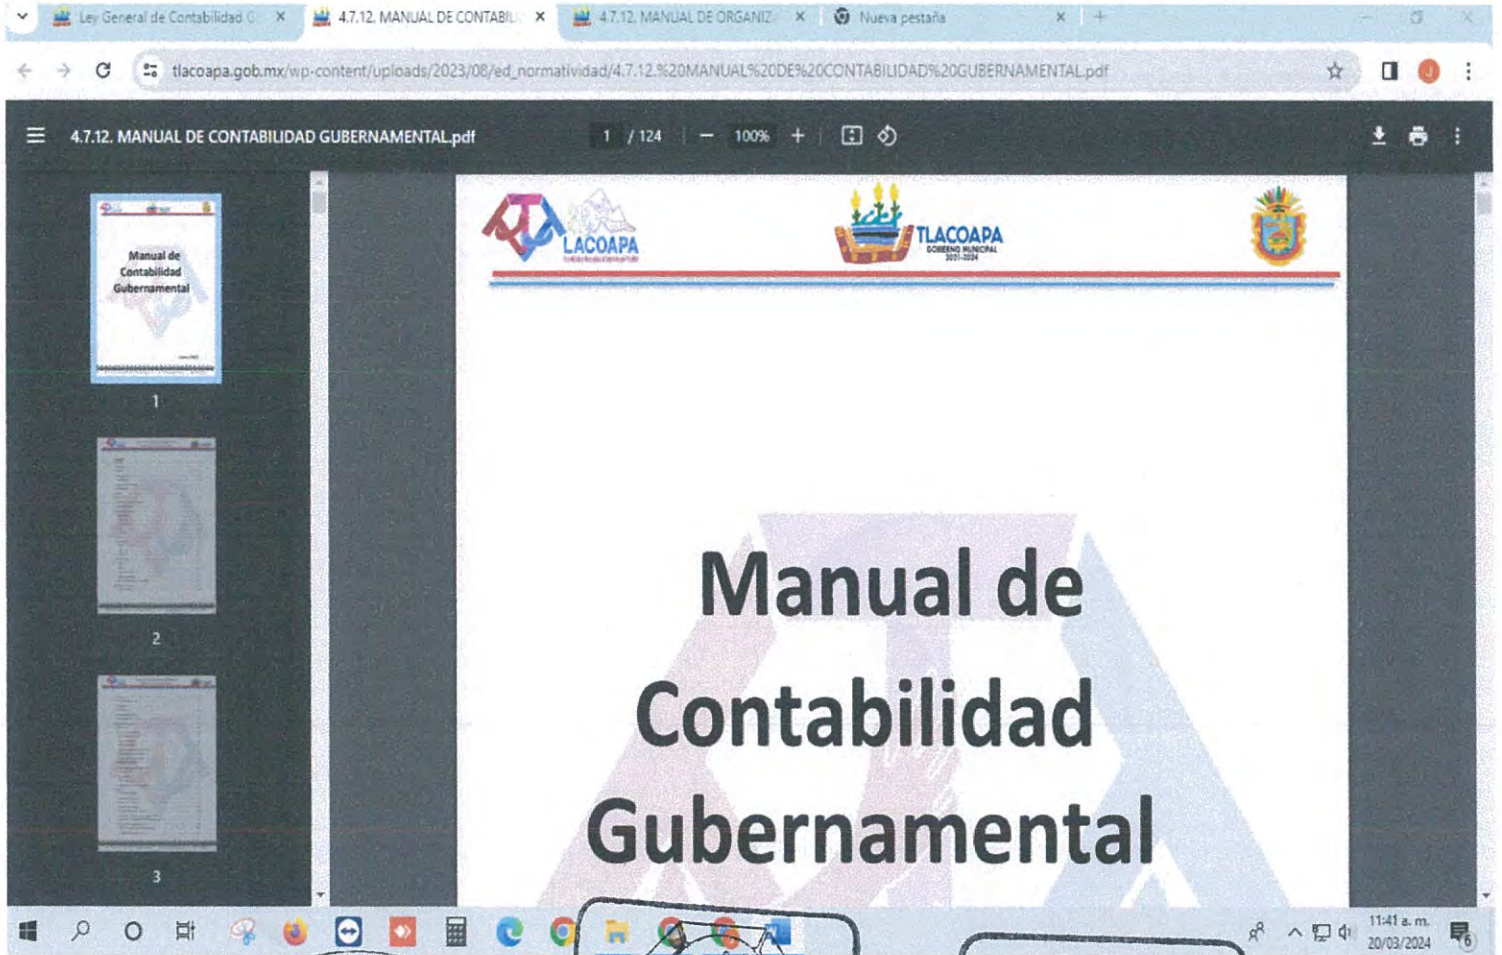 Ley General de Contabilidad G
4.7.12. MANUAL DE CONTABIL
4.7.12. MANUAL DE ORGANIZ
Nueva pestaña
tlacoapa.gob.mx/wp-content/uploads/2023/08/ed_normatividad/4.7.12.%20MANUAL%20DE%20CONTABILIDAD%20GUBERNAMENTAL.pdf
J
4.7.12. MANUAL DE CONTABILIDAD GUBERNAMENTAL.pdf
1 / 124
100%
Manual de
Contabilidad
Gubernamental
1
2
3
LACOAPA
TLACOAPA
GOBIERNO MUNICIPAL
2021-2024
Manual de
Contabilidad
Gubernamental
11:41 a. m.
20/03/2024
6